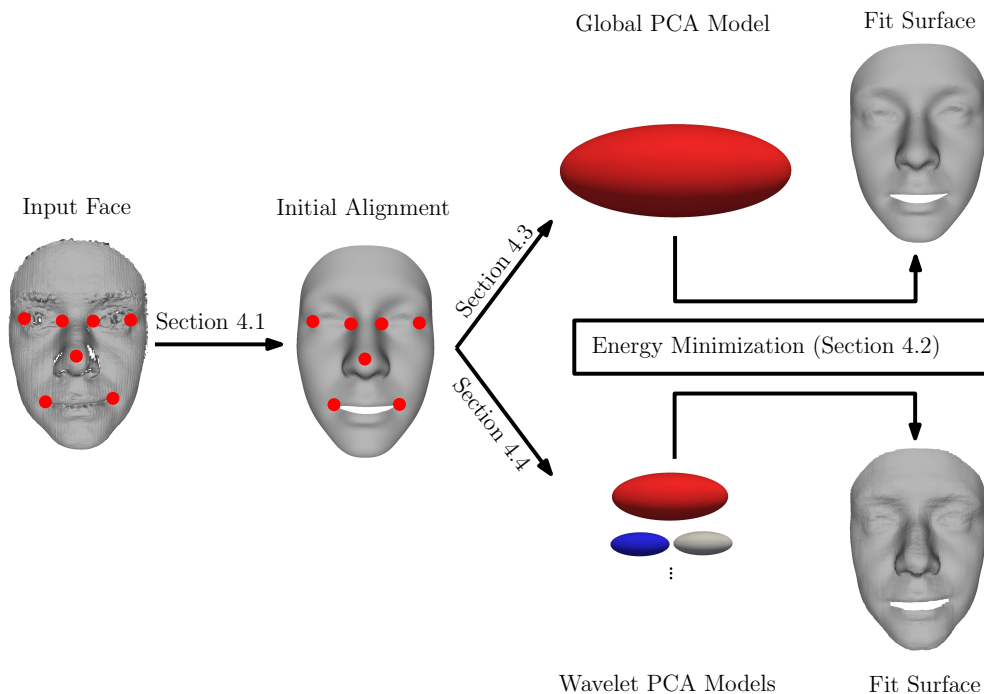 Global PCA Model
Fit Surface
Input Face
Initial Alignment
Section 4.1
Section 4.3
Energy Minimization (Section 4.2)
Section 4.4
Wavelet PCA Models
Fit Surface